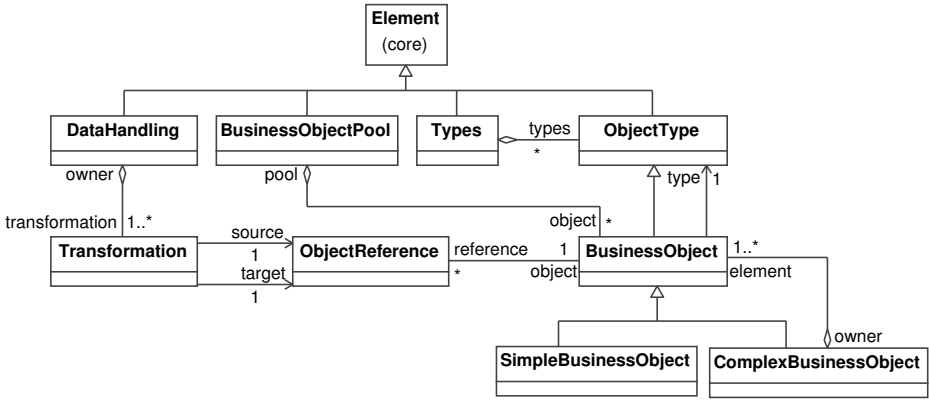 Element
(core)
DataHandling
BusinessObjectPool
Types
types
*
ObjectType
owner
pool
type
1
transformation
1..*
object
*
Transformation
source
1
target
1
ObjectReference
reference
*
1
object
BusinessObject
1..*
element
owner
SimpleBusinessObject
ComplexBusinessObject